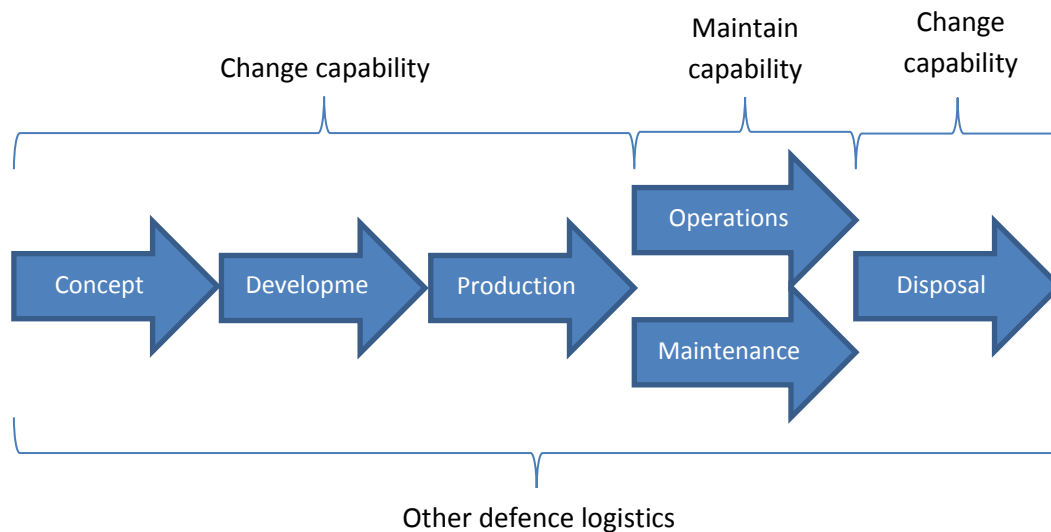 Change capability
Maintain
capability
Change
capability
Concept
Developme
Production
Operations
Maintenance
Disposal
Other defence logistics